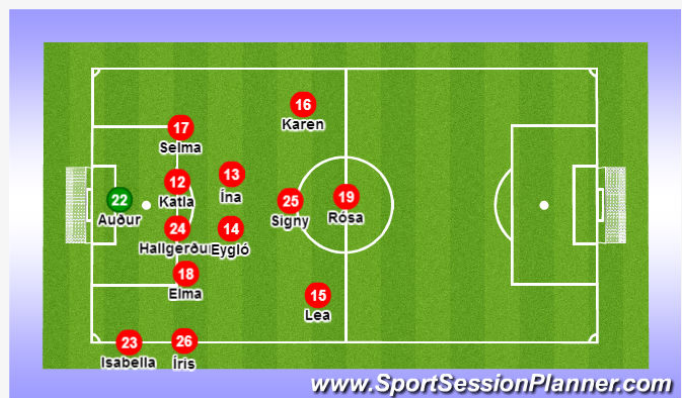 16
Karen
17
Selma
13
Ína
12
Katla
22
Auður
19
Rósa
25
Signy
24
Hallgerðu
14
Eygló
18
Elma
15
Lea
23
Isabella
26
Íris
www.SportSessionPlanner.com